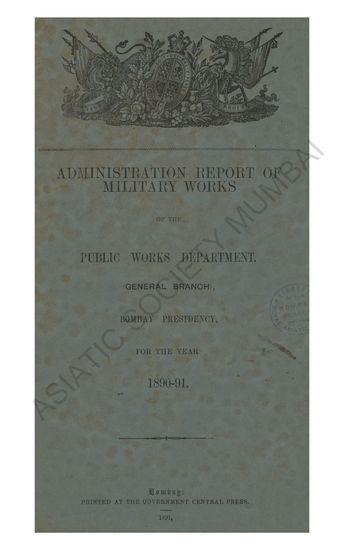 ADMINISTRATION REPORT OF
MILITARY WORKS
OF THE
PUBLIC WORKS DEPARTMENT,
(GENERAL BRANCH),
BOMBAY PRESIDENCY,
FOR THE YEAR
1890-91.
Bombay:
PRINTED AT THE GOVERNMENT CENTRAL PRESS.
1891.
ASIATIC SOCIETY MUMBAI